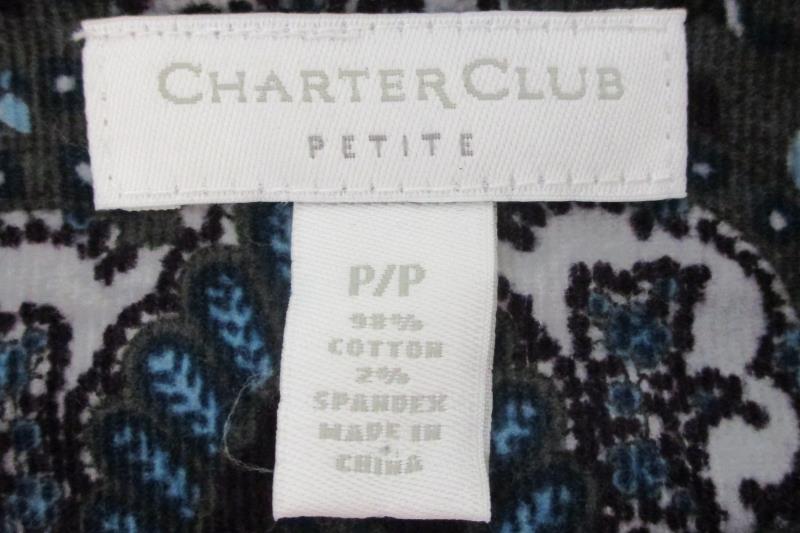 CHARTER CLUB
PETITE
P/P
98%
COTTON
2%
SPANDEX
MADE IN
CHINA